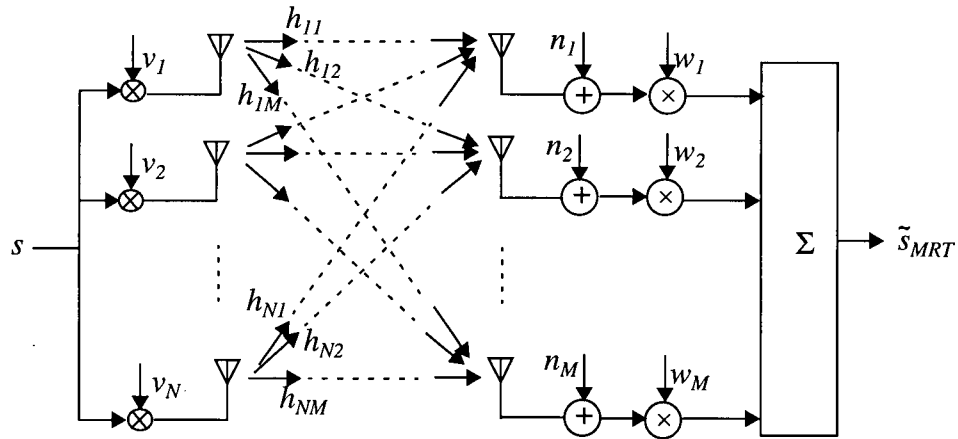 h₁₁
n₁
v₁
h₁₂
w₁
h₁M
v₂
n₂
w₂
s
Σ
s̃MRT
hN1
hN2
nM
wM
vN
hNM